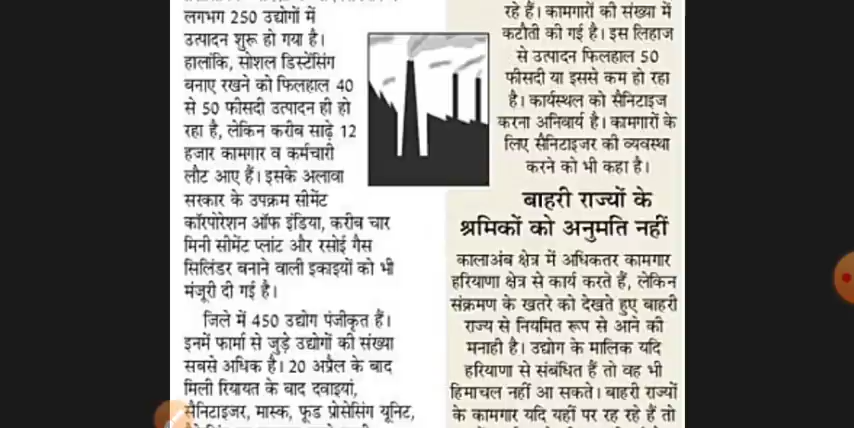 लगभग 250 उद्योगों में
उत्पादन शुरू हो गया है।
हालांकि, सोशल डिस्टेंसिंग
बनाए रखने को फिलहाल 40
से 50 फीसदी उत्पादन ही हो
रहा है, लेकिन करीब साढ़े 12
हजार कामगार व कर्मचारी
लौट आए हैं। इसके अलावा
सरकार के उपक्रम सीमेंट
कॉरपोरेशन ऑफ इंडिया, करीब चार
मिनी सीमेंट प्लांट और रसोई गैस
सिलिंडर बनाने वाली इकाइयों को भी
मंजूरी दी गई है।
जिले में 450 उद्योग पंजीकृत हैं।
इनमें फार्मा से जुड़े उद्योगों की संख्या
सबसे अधिक है। 20 अप्रैल के बाद
मिली रियायत के बाद दवाइयां,
सैनिटाइजर, मास्क, फूड प्रोसेसिंग यूनिट,
रहे हैं। कामगारों की संख्या में
कटौती की गई है। इस लिहाज
से उत्पादन फिलहाल 50
फीसदी या इससे कम हो रहा
है। कार्यस्थल को सैनिटाइज
करना अनिवार्य है। कामगारों के
लिए सैनिटाइजर की व्यवस्था
करने को भी कहा है।
बाहरी राज्यों के
श्रमिकों को अनुमति नहीं
कालाअंब क्षेत्र में अधिकतर कामगार
हरियाणा क्षेत्र से कार्य करते हैं, लेकिन
संक्रमण के खतरे को देखते हुए बाहरी
राज्य से नियमित रूप से आने की
मनाही है। उद्योग के मालिक यदि
हरियाणा से संबंधित हैं तो वह भी
हिमाचल नहीं आ सकते। बाहरी राज्यों
के कामगार यदि यहीं पर रह रहे हैं तो